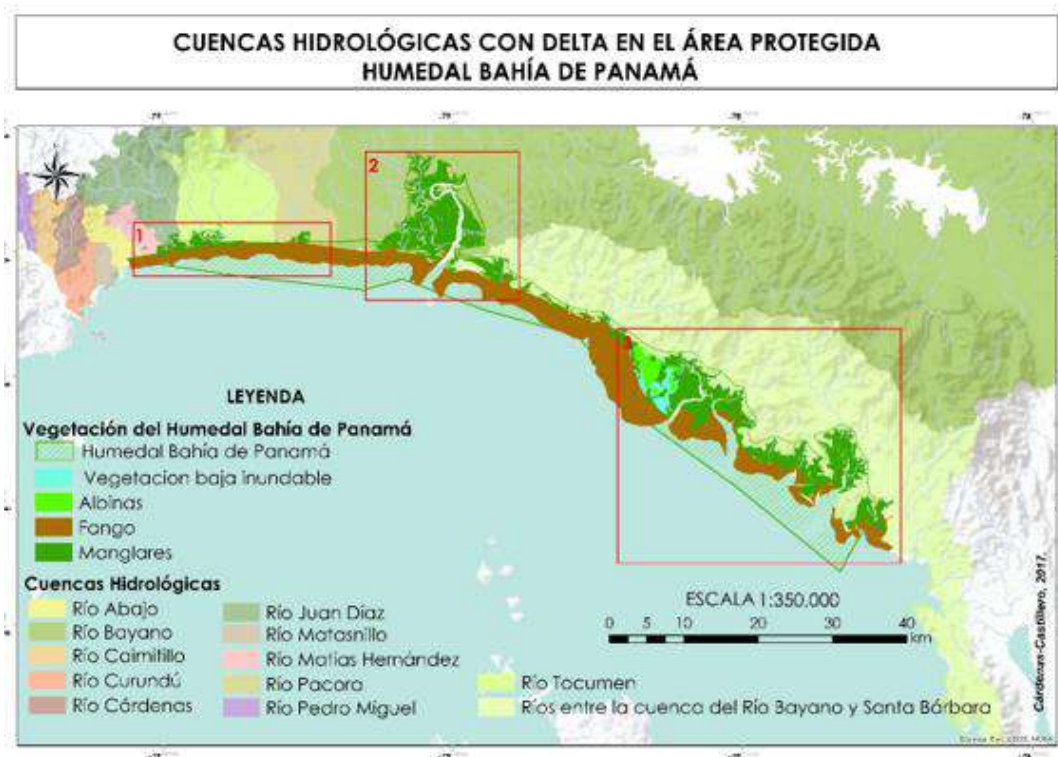 CUENCAS HIDROLÓGICAS CON DELTA EN EL ÁREA PROTEGIDA
HUMEDAL BAHÍA DE PANAMÁ
1
2
3
LEYENDA
Vegetación del Humedal Bahía de Panamá
Humedal Bahía de Panamá
Vegetacion baja inundable
Albinas
Fango
Manglares
Cuencas Hidrológicas
Río Abajo
Río Bayano
Río Caimitillo
Río Curundú
Río Cárdenas
Río Juan Díaz
Río Matasnillo
Río Matías Hernández
Río Pacora
Río Pedro Miguel
Río Tocumen
Ríos entre la cuenca del Río Bayano y Santa Bárbara
ESCALA 1:350.000
0 5 10 20 30 40
km
Cárdenas-Castillero, 2017.